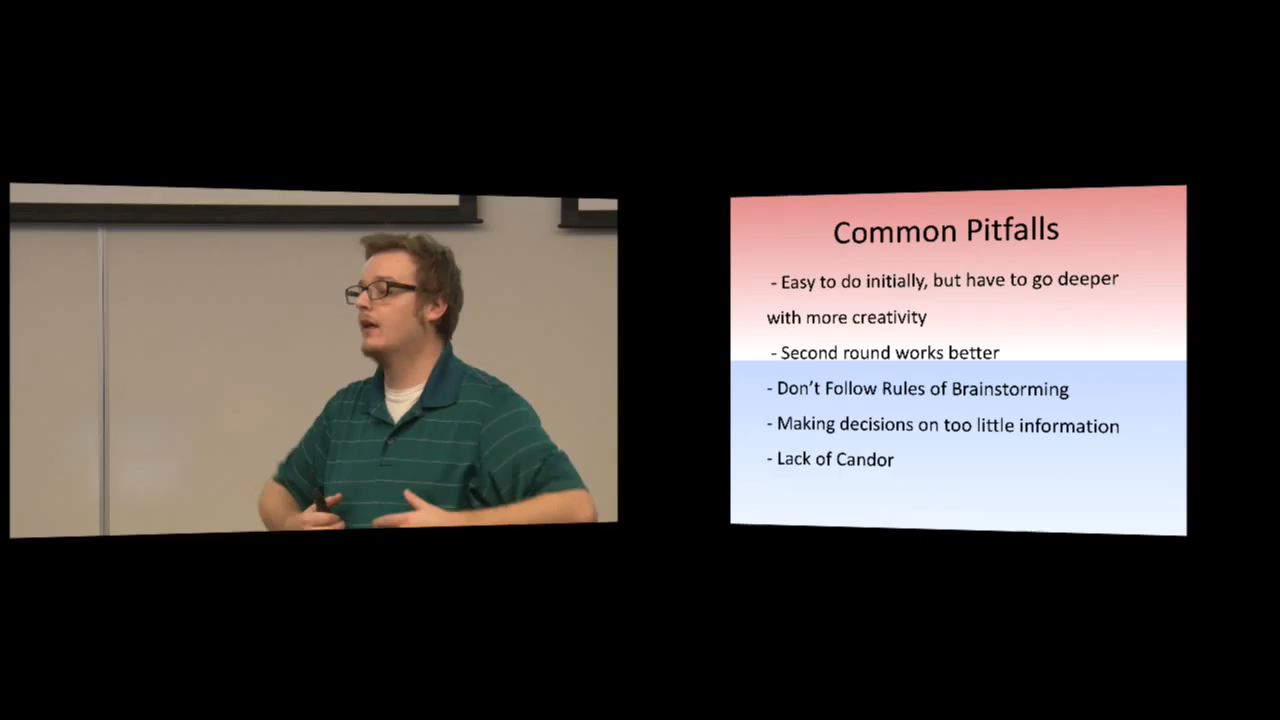 Common Pitfalls
- Easy to do initially, but have to go deeper
with more creativity
- Second round works better
- Don't Follow Rules of Brainstorming
- Making decisions on too little information
- Lack of Candor